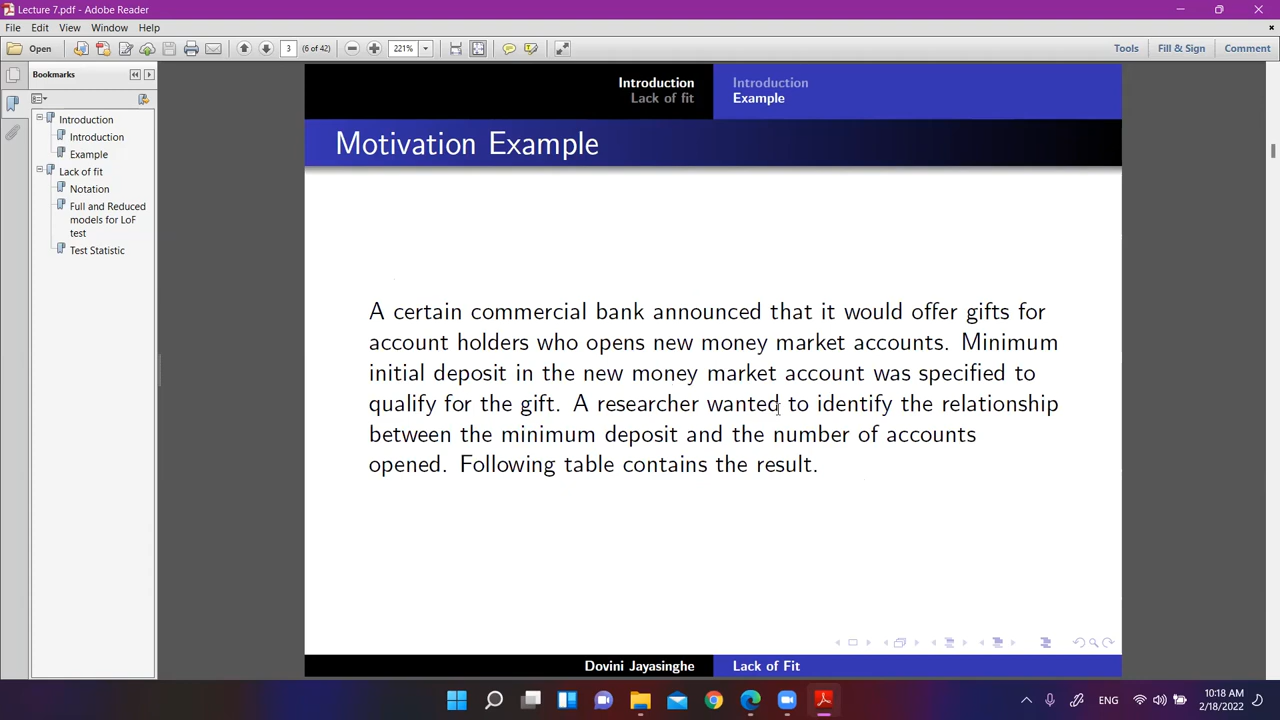 Lecture 7.pdf - Adobe Reader
File Edit View Window Help
Open 3 (6 of 42) 221% Tools Fill & Sign Comment
Bookmarks
Introduction
Introduction
Example
Lack of fit
Notation
Full and Reduced
models for LoF
test
Test Statistic
Introduction
Lack of fit
Introduction
Example
Motivation Example
A certain commercial bank announced that it would offer gifts for
account holders who opens new money market accounts. Minimum
initial deposit in the new money market account was specified to
qualify for the gift. A researcher wanted to identify the relationship
between the minimum deposit and the number of accounts
opened. Following table contains the result.
Dovini Jayasinghe Lack of Fit
ENG
10:18 AM
2/18/2022